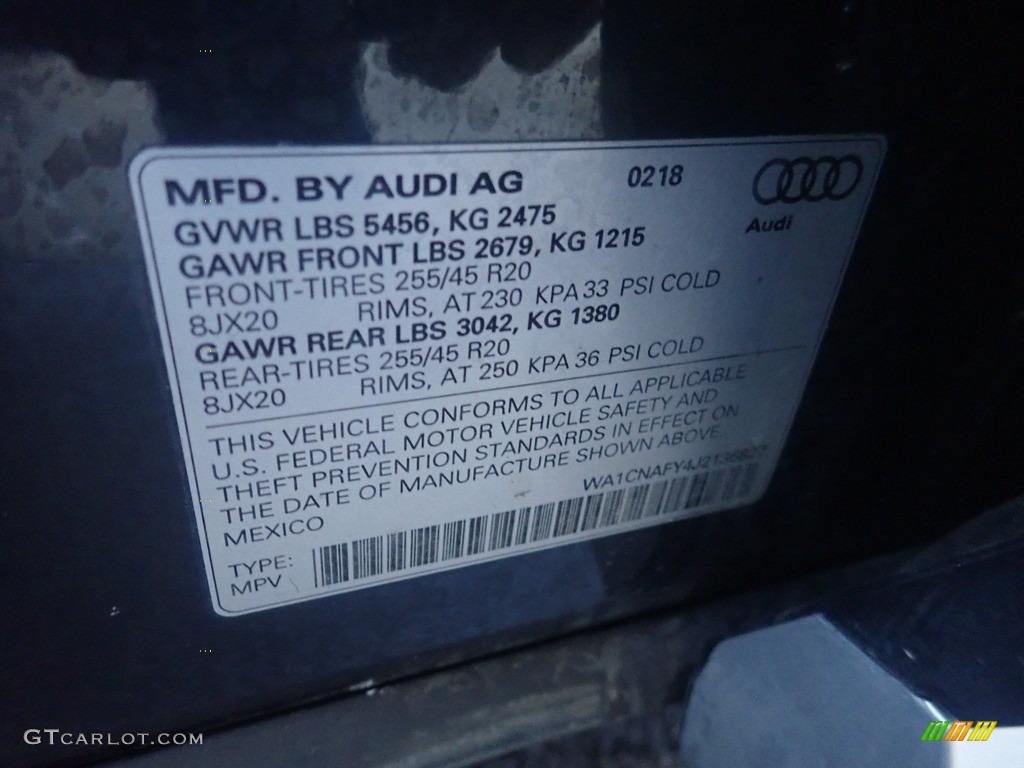 MFD. BY AUDI AG 0218
Audi
GVWR LBS 5456, KG 2475
GAWR FRONT LBS 2679, KG 1215
FRONT-TIRES 255/45 R20
8JX20 RIMS, AT 230 KPA 33 PSI COLD
GAWR REAR LBS 3042, KG 1380
REAR-TIRES 255/45 R20
8JX20 RIMS, AT 250 KPA 36 PSI COLD
THIS VEHICLE CONFORMS TO ALL APPLICABLE
U.S. FEDERAL MOTOR VEHICLE SAFETY AND
THEFT PREVENTION STANDARDS IN EFFECT ON
THE DATE OF MANUFACTURE SHOWN ABOVE
MEXICO
TYPE:
MPV
GTCARLOT.COM